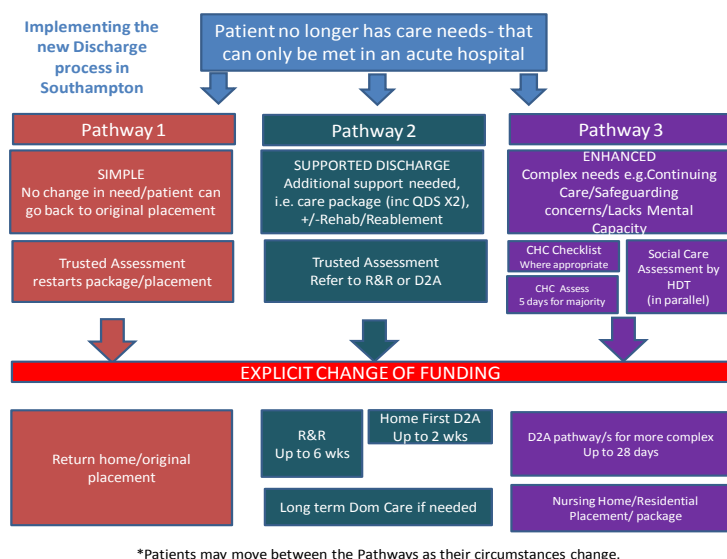 Implementing the
new Discharge
process in
Southampton
Patient no longer has care needs- that
can only be met in an acute hospital
Pathway 1
Pathway 2
Pathway 3
SIMPLE
No change in need/patient can
go back to original placement
SUPPORTED DISCHARGE
Additional support needed,
i.e. care package (inc QDS X2),
+/-Rehab/Reablement
ENHANCED
Complex needs e.g.Continuing
Care/Safeguarding
concerns/Lacks Mental
Capacity
Trusted Assessment
restarts package/placement
Trusted Assessment
Refer to R&R or D2A
CHC Checklist
Where appropriate
CHC Assess
5 days for majority
Social Care
Assessment by
HDT
(in parallel)
EXPLICIT CHANGE OF FUNDING
Return home/original
placement
R&R
Up to 6 wks
Home First D2A
Up to 2 wks
Long term Dom Care if needed
D2A pathway/s for more complex
Up to 28 days
Nursing Home/Residential
Placement/ package
*Patients may move between the Pathways as their circumstances change.